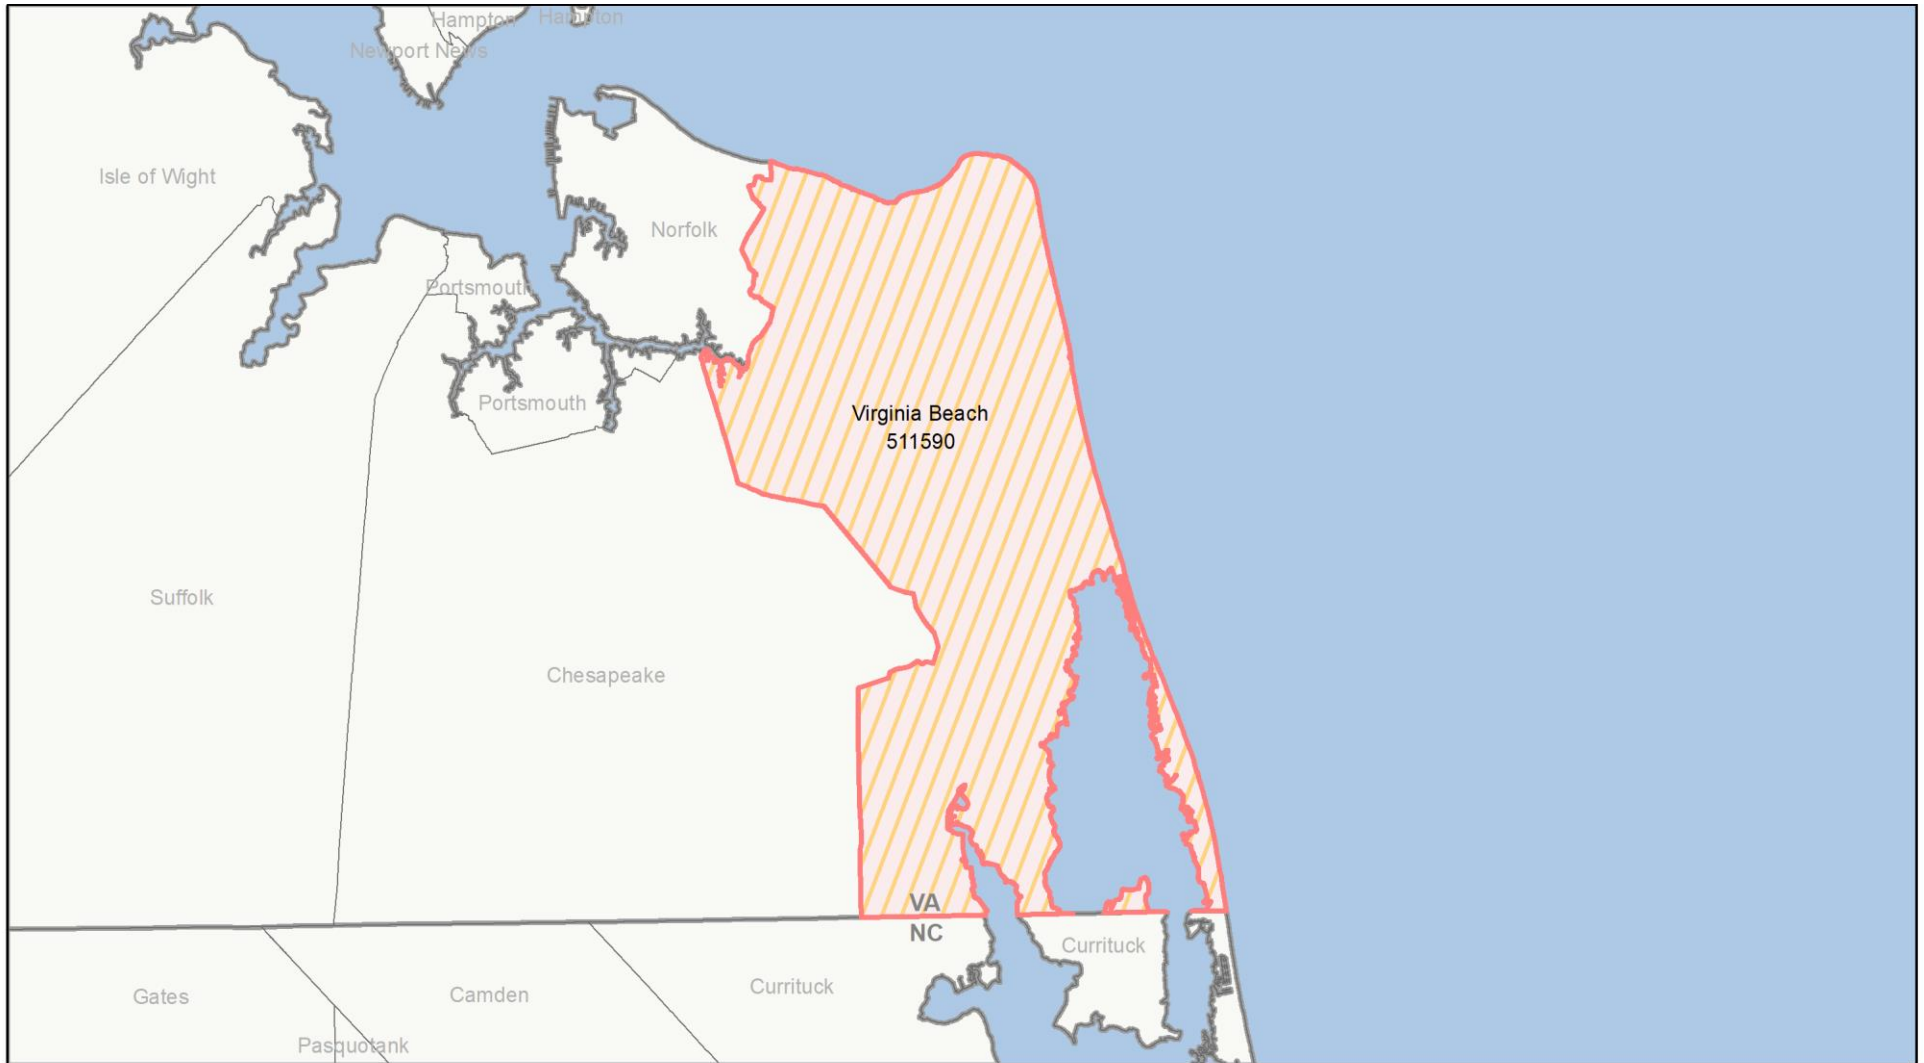 Hampton
Hampton
Newport News
Isle of Wight
Norfolk
Portsmouth
Portsmouth
Virginia Beach
511590
Suffolk
Chesapeake
VA
NC
Currituck
Currituck
Gates
Camden
Pasquotank